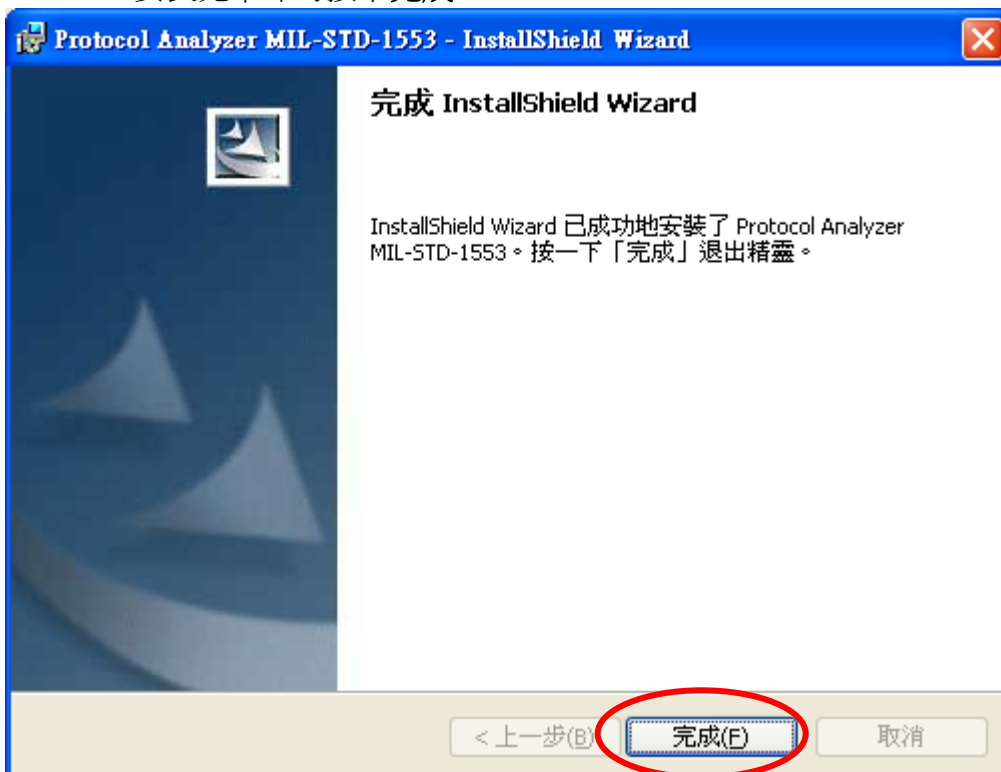 Protocol Analyzer MIL-STD-1553 - InstallShield Wizard
完成 InstallShield Wizard
InstallShield Wizard 已成功地安裝了 Protocol Analyzer
MIL-STD-1553。按一下「完成」退出精靈。
<上一步(B)
完成(F)
取消